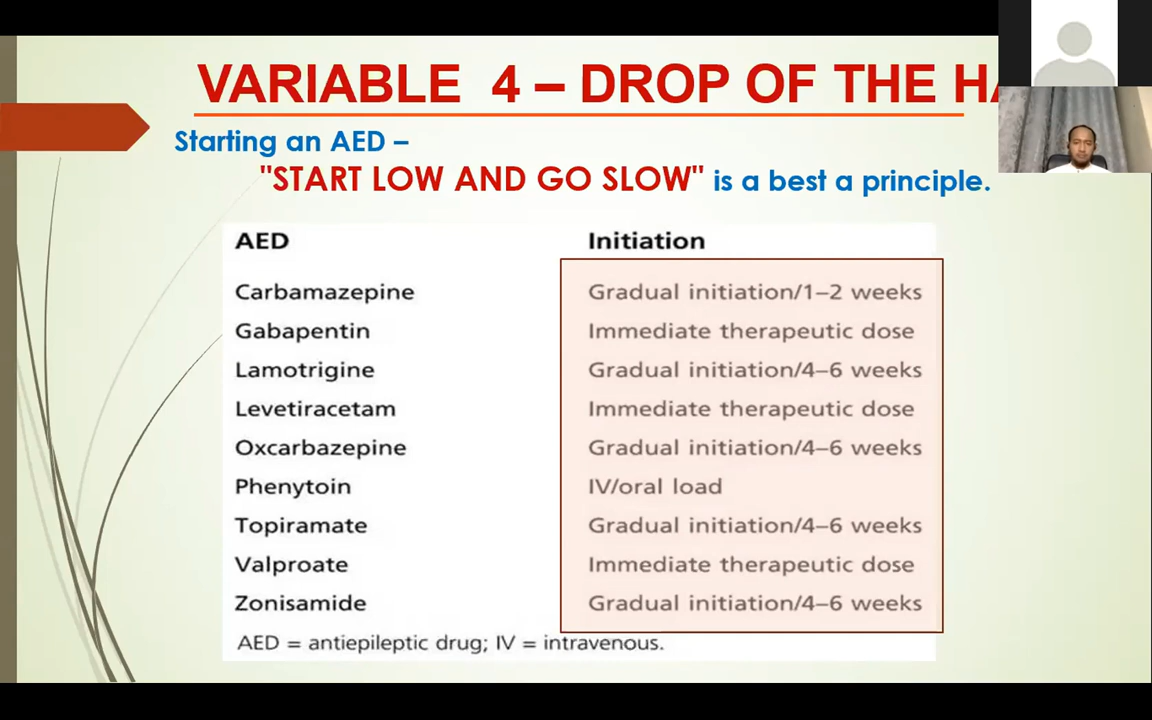 VARIABLE 4 – DROP OF THE
Starting an AED –
"START LOW AND GO SLOW" is a best a principle.
AED Initiation
Carbamazepine Gradual initiation/1–2 weeks
Gabapentin Immediate therapeutic dose
Lamotrigine Gradual initiation/4–6 weeks
Levetiracetam Immediate therapeutic dose
Oxcarbazepine Gradual initiation/4–6 weeks
Phenytoin IV/oral load
Topiramate Gradual initiation/4–6 weeks
Valproate Immediate therapeutic dose
Zonisamide Gradual initiation/4–6 weeks
AED = antiepileptic drug; IV = intravenous.